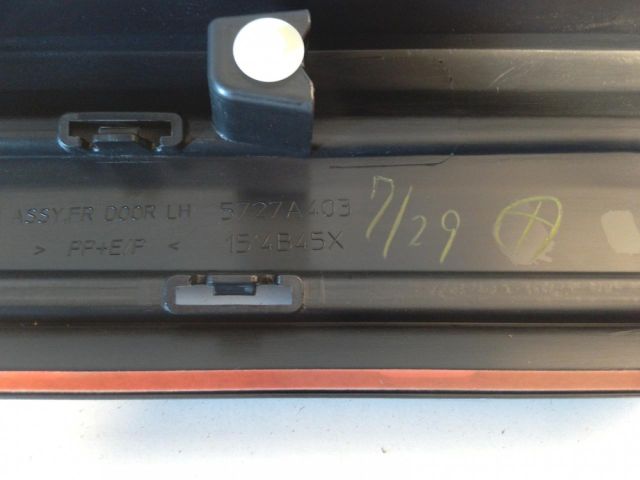 ASSY,FR DOOR LH 5727A403
> PP+E/P < 1514B45X
7/29